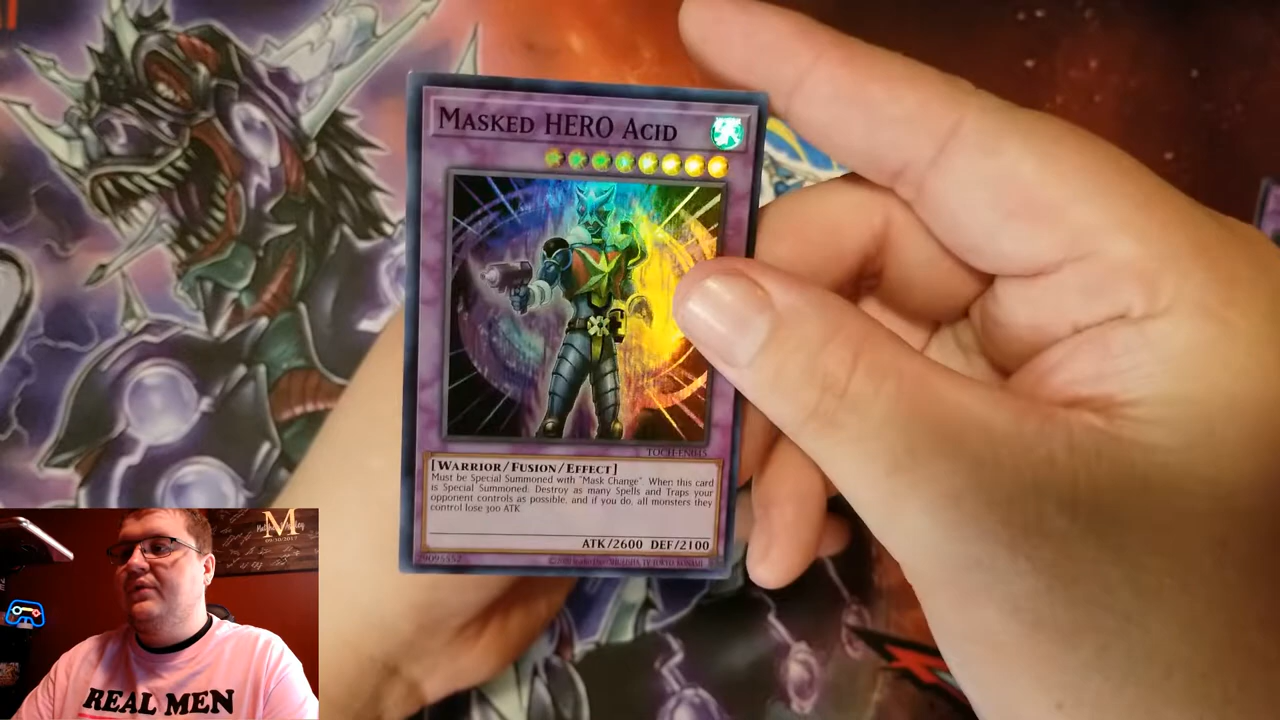 MASKED HERO ACID
TOCH-EN045
[WARRIOR/FUSION/EFFECT]
Must be Special Summoned with "Mask Change". When this card
is Special Summoned: Destroy as many Spells and Traps your
opponent controls as possible, and if you do, all monsters they
control lose 300 ATK.
ATK/2600 DEF/2100
M
REAL MEN